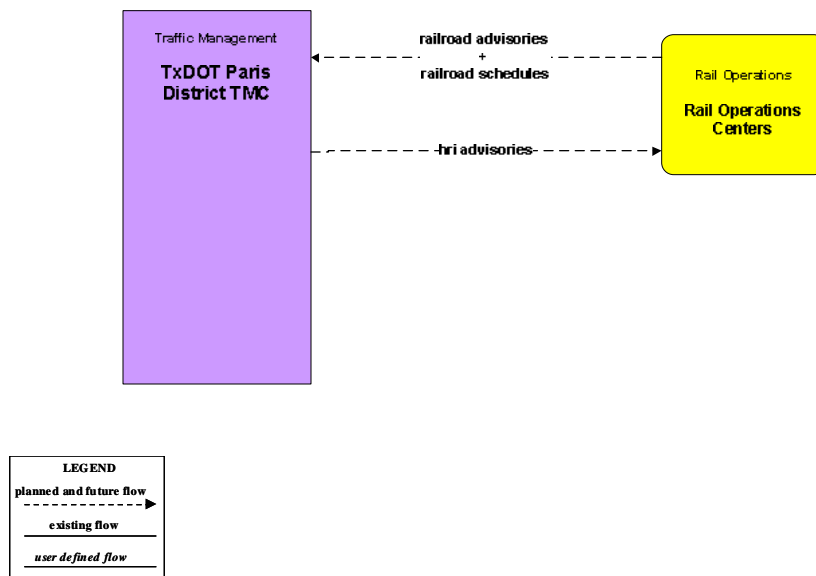 Traffic Management
TxDOT Paris
District TMC
railroad advisories
+
railroad schedules
hri advisories
Rail Operations
Rail Operations
Centers
LEGEND
planned and future flow
existing flow
user defined flow